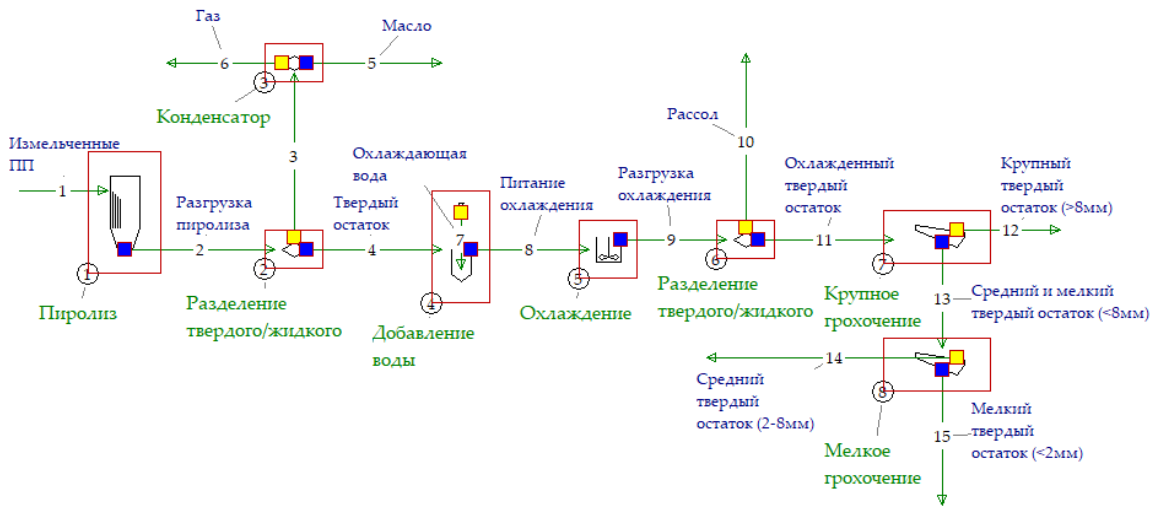 Газ
Масло
6
5
3
Конденсатор
Измельченные
ПП
1
3
Охлаждающая
вода
Разгрузка
пиролиза
Твердый
остаток
Питание
охлаждения
Разгрузка
охлаждения
Рассол
10
Охлажденный
твердый
остаток
Крупный
твердый
остаток (>8мм)
2
4
7
8
9
11
12
1
2
4
5
6
7
Пиролиз
Разделение
твердого/жидкого
Добавление
воды
Охлаждение
Разделение
твердого/жидкого
Крупное
грохочение
13
Средний и мелкий
твердый остаток (<8мм)
14
Средний
твердый
остаток (2-8мм)
8
Мелкое
грохочение
15
Мелкий
твердый
остаток (<2мм)